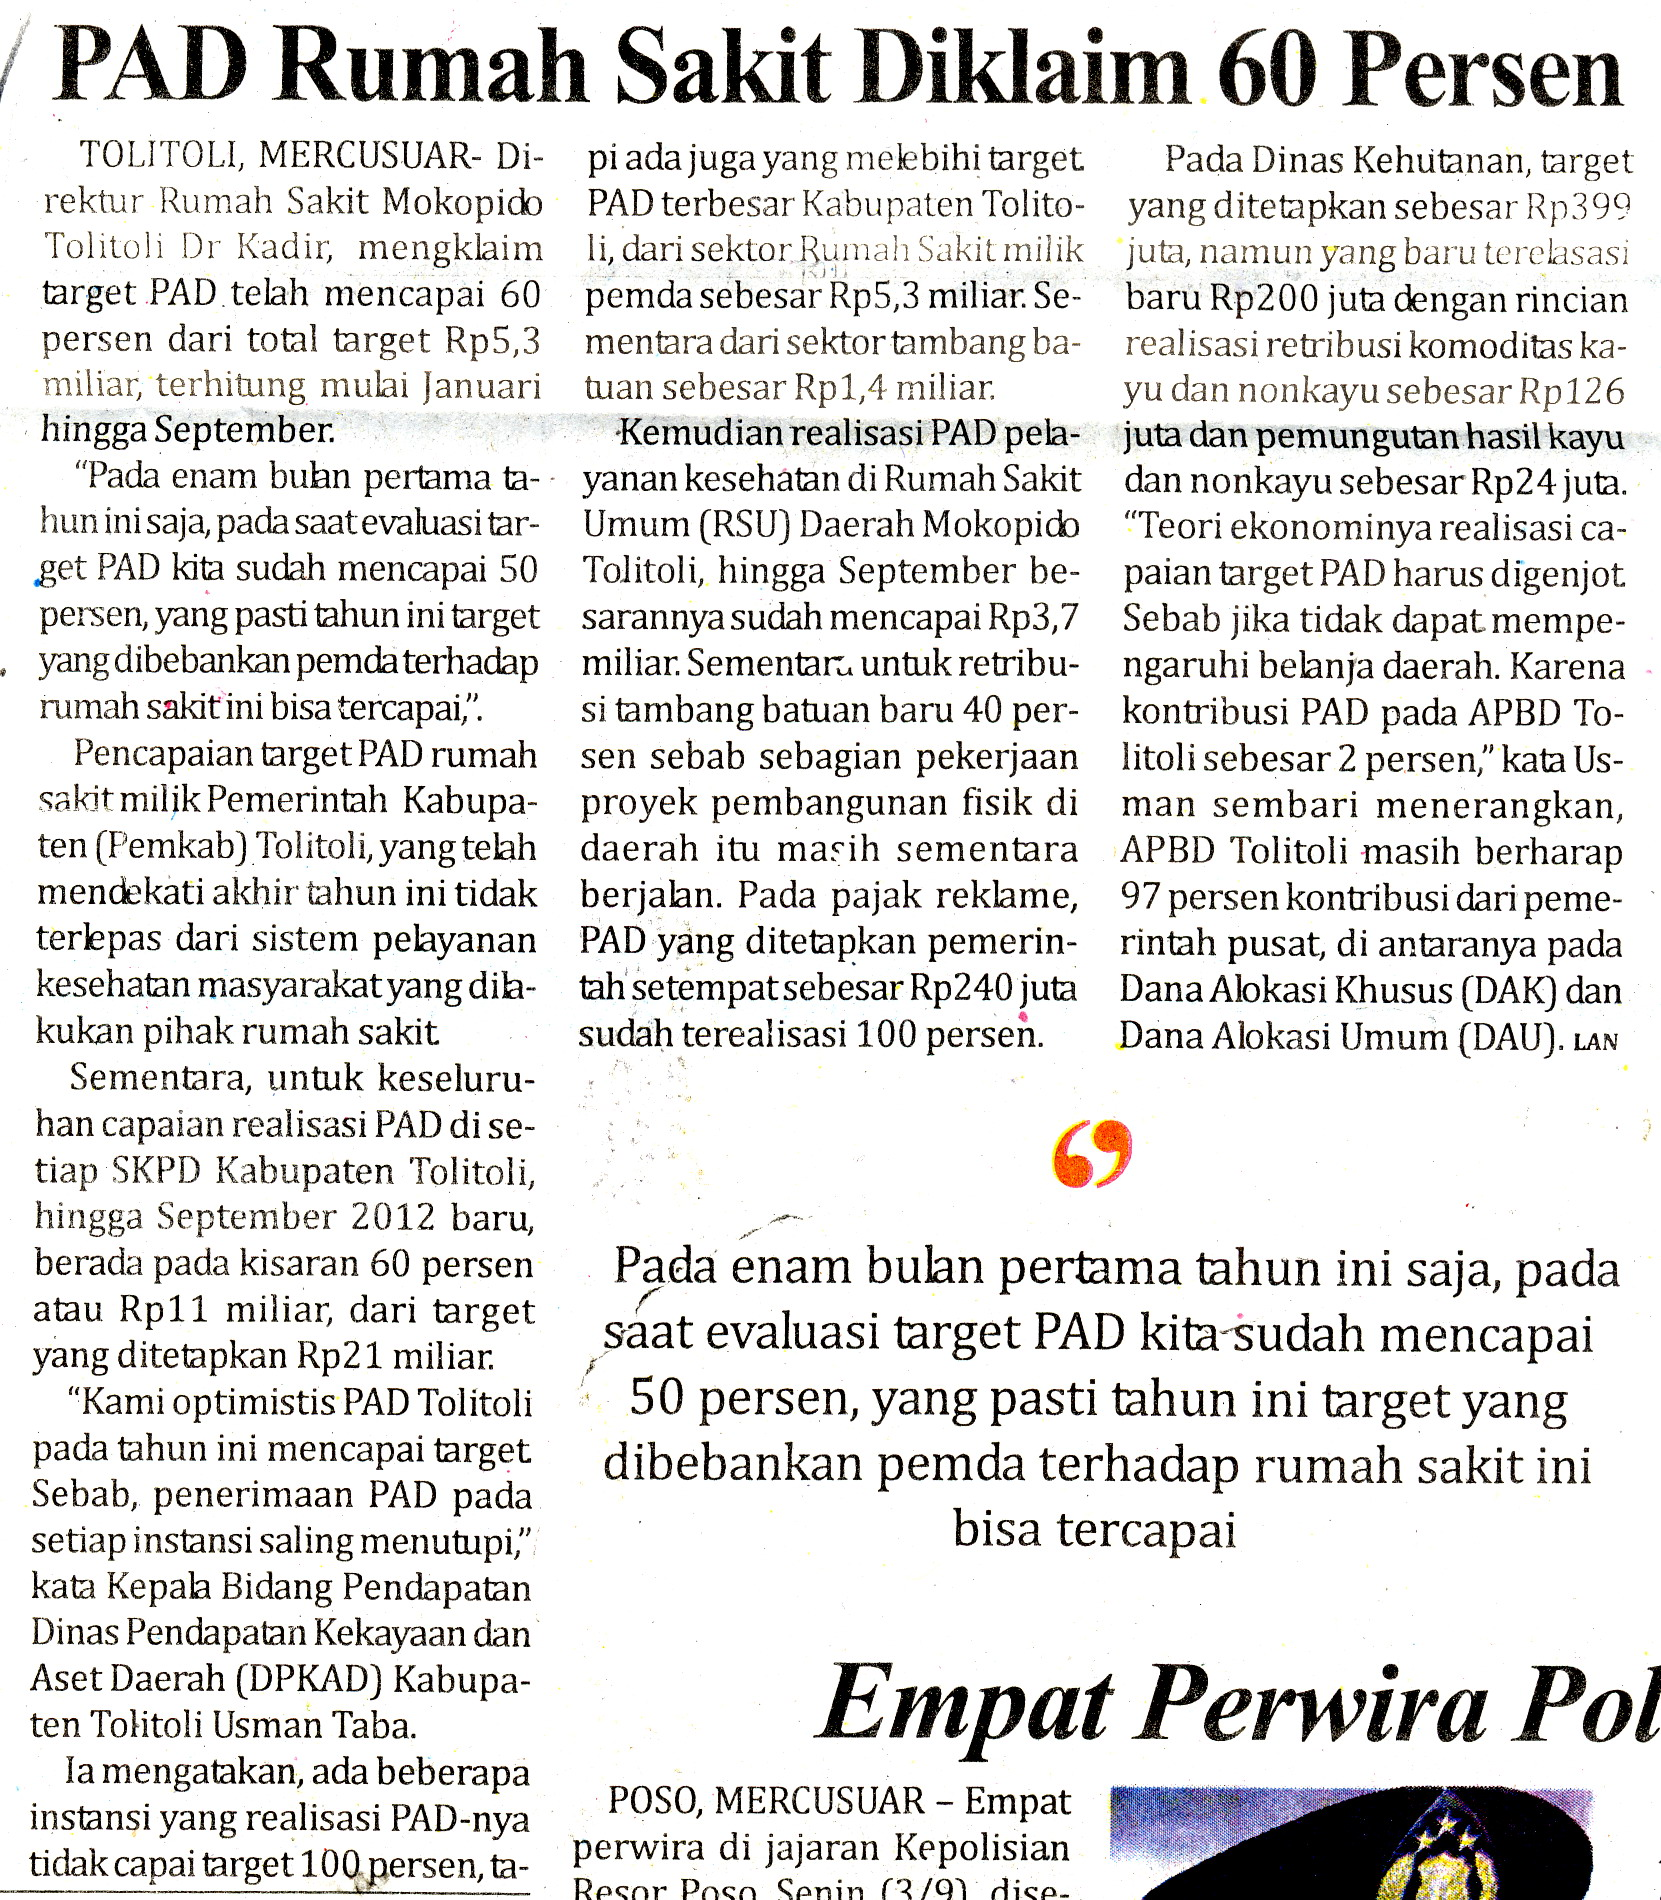 PAD Rumah Sakit Diklaim 60 Persen
TOLITOLI, MERCUSUAR- Di-
rektur Rumah Sakit Mokopido
Tolitoli Dr Kadir, mengklaim
target PAD telah mencapai 60
persen dari total target Rp5,3
miliar, terhitung mulai Januari
hingga September.
“Pada enam bulan pertama ta-
hun ini saja, pada saat evaluasi tar-
get PAD kita sudah mencapai 50
persen, yang pasti tahun ini target
yang dibebankan pemda terhadap
rumah sakit ini bisa tercapai,”.
Pencapaian target PAD rumah
sakit milik Pemerintah Kabupa-
ten (Pemkab) Tolitoli, yang telah
mendekati akhir tahun ini tidak
terlepas dari sistem pelayanan
kesehatan masyarakat yang dila-
kukan pihak rumah sakit.
Sementara, untuk keseluru-
han capaian realisasi PAD di se-
tiap SKPD Kabupaten Tolitoli,
hingga September 2012 baru,
berada pada kisaran 60 persen
atau Rp11 miliar, dari target
yang ditetapkan Rp21 miliar.
“Kami optimistis PAD Tolitoli
pada tahun ini mencapai target.
Sebab, penerimaan PAD pada
setiap instansi saling menutupi,”
kata Kepala Bidang Pendapatan
Dinas Pendapatan Kekayaan dan
Aset Daerah (DPKAD) Kabupa-
ten Tolitoli Usman Taba.
Ia mengatakan, ada beberapa
instansi yang realisasi PAD-nya
tidak capai target 100 persen, ta-
pi ada juga yang melebihi target.
PAD terbesar Kabupaten Tolito-
li, dari sektor Rumah Sakit milik
pemda sebesar Rp5,3 miliar. Se-
mentara dari sektor tambang ba-
tuan sebesar Rp1,4 miliar.
Kemudian realisasi PAD pela-
yanan kesehatan di Rumah Sakit
Umum (RSU) Daerah Mokopido
Tolitoli, hingga September be-
sarannya sudah mencapai Rp3,7
miliar. Sementara untuk retribu-
si tambang batuan baru 40 per-
sen sebab sebagian pekerjaan
proyek pembangunan fisik di
daerah itu masih sementara
berjalan. Pada pajak reklame,
PAD yang ditetapkan pemerin-
tah setempat sebesar Rp240 juta
sudah terealisasi 100 persen.
Pada Dinas Kehutanan, target
yang ditetapkan sebesar Rp399
juta, namun yang baru terelasasi
baru Rp200 juta dengan rincian
realisasi retribusi komoditas ka-
yu dan nonkayu sebesar Rp126
juta dan pemungutan hasil kayu
dan nonkayu sebesar Rp24 juta.
“Teori ekonominya realisasi ca-
paian target PAD harus digenjot.
Sebab jika tidak dapat mempe-
ngaruhi belanja daerah. Karena
kontribusi PAD pada APBD To-
litoli sebesar 2 persen,” kata Us-
man sembari menerangkan,
APBD Tolitoli masih berharap
97 persen kontribusi dari peme-
rintah pusat, di antaranya pada
Dana Alokasi Khusus (DAK) dan
Dana Alokasi Umum (DAU). LAN
Pada enam bulan pertama tahun ini saja, pada
saat evaluasi target PAD kita sudah mencapai
50 persen, yang pasti tahun ini target yang
dibebankan pemda terhadap rumah sakit ini
bisa tercapai
Empat Perwira Pol
POSO, MERCUSUAR – Empat
perwira di jajaran Kepolisian
Resor Poso, Senin (3/9), dise-